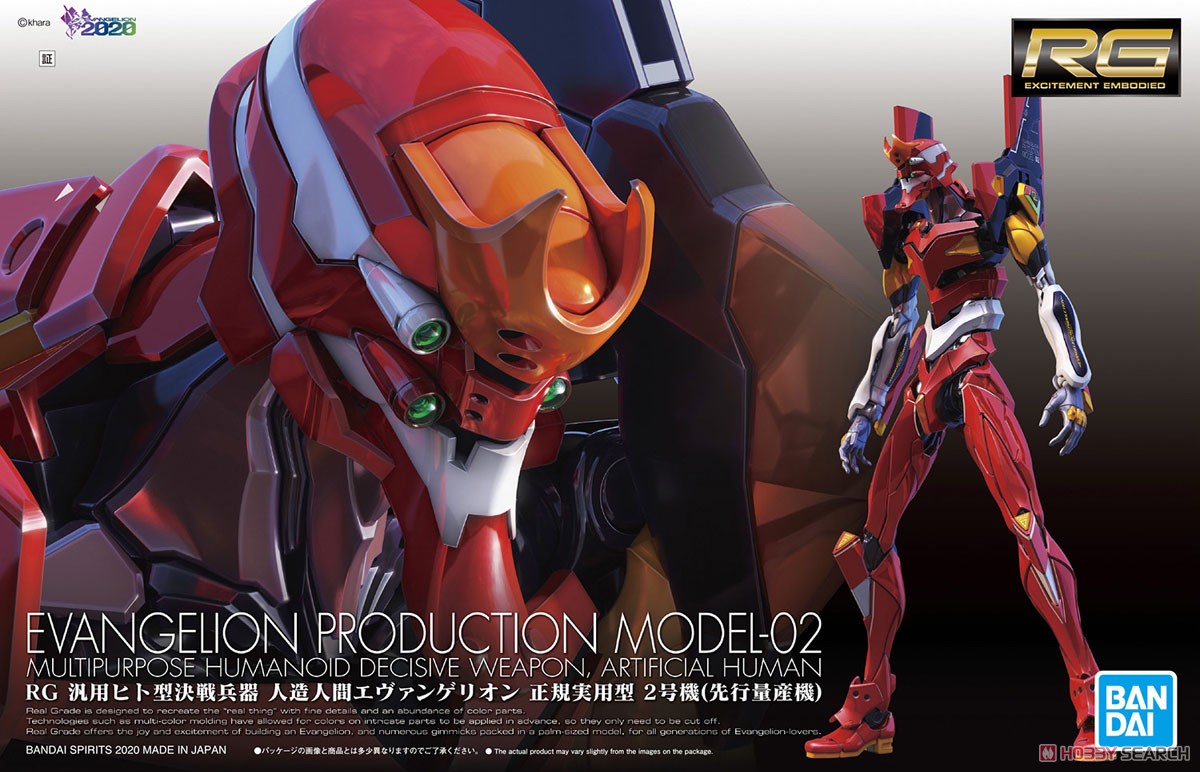 ©khara
EVANGELION
2020
証
RG
EXCITEMENT EMBODIED
EVANGELION PRODUCTION MODEL-02
MULTIPURPOSE HUMANOID DECISIVE WEAPON, ARTIFICIAL HUMAN
RG 汎用ヒト型決戦兵器 人造人間エヴァンゲリオン 正規実用型 2号機(先行量産機)
Real Grade is designed to recreate the "real thing" with fine details and an abundance of color parts.
Technologies such as multi-color molding have allowed for colors on intricate parts to be applied in advance, so they only need to be cut off.
Real Grade offers the joy and excitement of building an Evangelion, and numerous gimmicks packed in a palm-sized model, for all generations of Evangelion-lovers.
BANDAI SPIRITS 2020 MADE IN JAPAN
●パッケージの画像と商品とは多少異なりますのでご了承ください。 ● The actual product may vary slightly from the images on the package.
BAN
DAI
HOBBY SEARCH